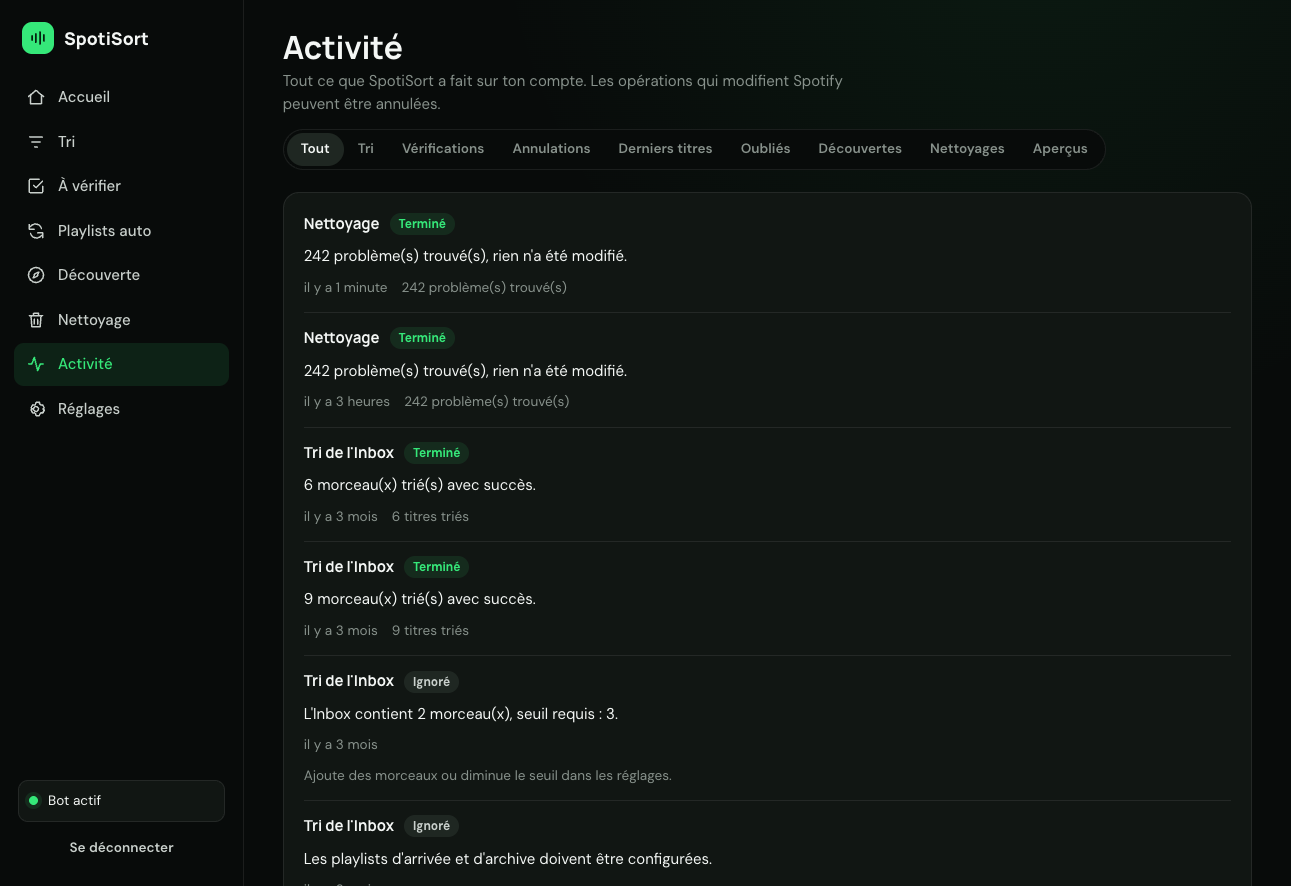 SpotiSort
Accueil
Tri
À vérifier
Playlists auto
Découverte
Nettoyage
Activité
Réglages
Bot actif
Se déconnecter
Activité
Tout ce que SpotiSort a fait sur ton compte. Les opérations qui modifient Spotify
peuvent être annulées.
Tout Tri Vérifications Annulations Derniers titres Oubliés Découvertes Nettoyages Aperçus
Nettoyage Terminé
242 problème(s) trouvé(s), rien n'a été modifié.
il y a 1 minute 242 problème(s) trouvé(s)
Nettoyage Terminé
242 problème(s) trouvé(s), rien n'a été modifié.
il y a 3 heures 242 problème(s) trouvé(s)
Tri de l'Inbox Terminé
6 morceau(x) trié(s) avec succès.
il y a 3 mois 6 titres triés
Tri de l'Inbox Terminé
9 morceau(x) trié(s) avec succès.
il y a 3 mois 9 titres triés
Tri de l'Inbox Ignoré
L'Inbox contient 2 morceau(x), seuil requis : 3.
il y a 3 mois
Ajoute des morceaux ou diminue le seuil dans les réglages.
Tri de l'Inbox Ignoré
Les playlists d'arrivée et d'archive doivent être configurées.